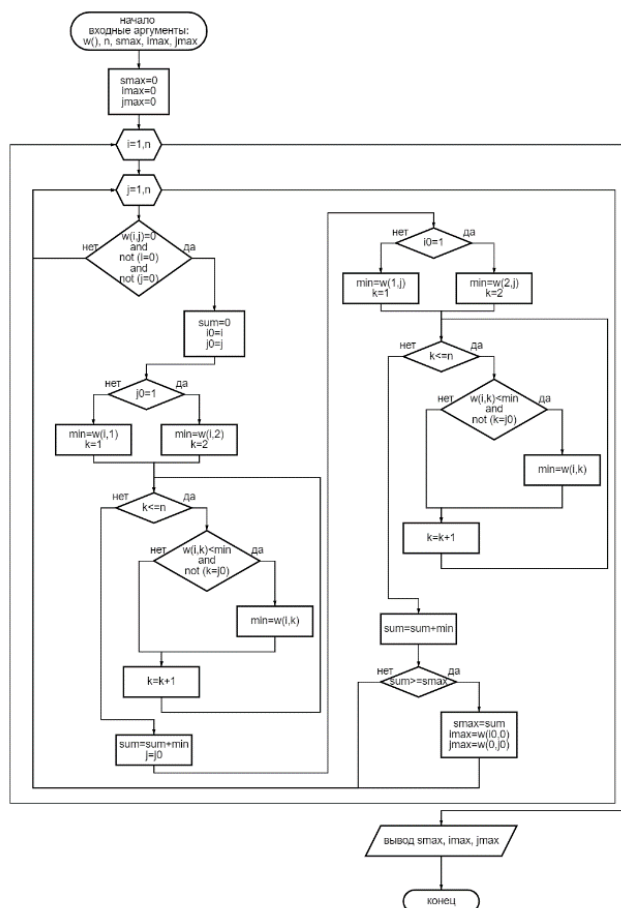 начало
входные аргументы:
w(), n, smax, imax, jmax
smax=0
imax=0
jmax=0
i=1,n
j=1,n
нет
w(i,j)=0
and
not (i=0)
and
not (j=0)
да
sum=0
i0=i
j0=j
нет
j0=1
да
min=w(i,1)
k=1
min=w(i,2)
k=2
нет
k<=n
да
нет
w(i,k)<min
and
not (k=j0)
да
min=w(i,k)
k=k+1
sum=sum+min
j=j0
нет
i0=1
да
min=w(1,j)
k=1
min=w(2,j)
k=2
нет
k<=n
да
нет
w(i,k)<min
and
not (k=j0)
да
min=w(i,k)
k=k+1
sum=sum+min
нет
sum>=smax
да
smax=sum
imax=w(i0,0)
jmax=w(0,j0)
вывод smax, imax, jmax
конец